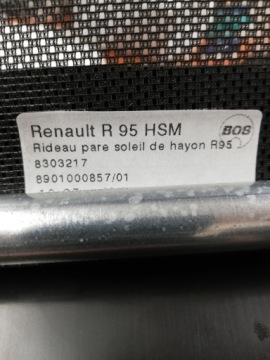 Renault R 95 HSM
BOS
Rideau pare soleil de hayon R95
8303217
8901000857/01